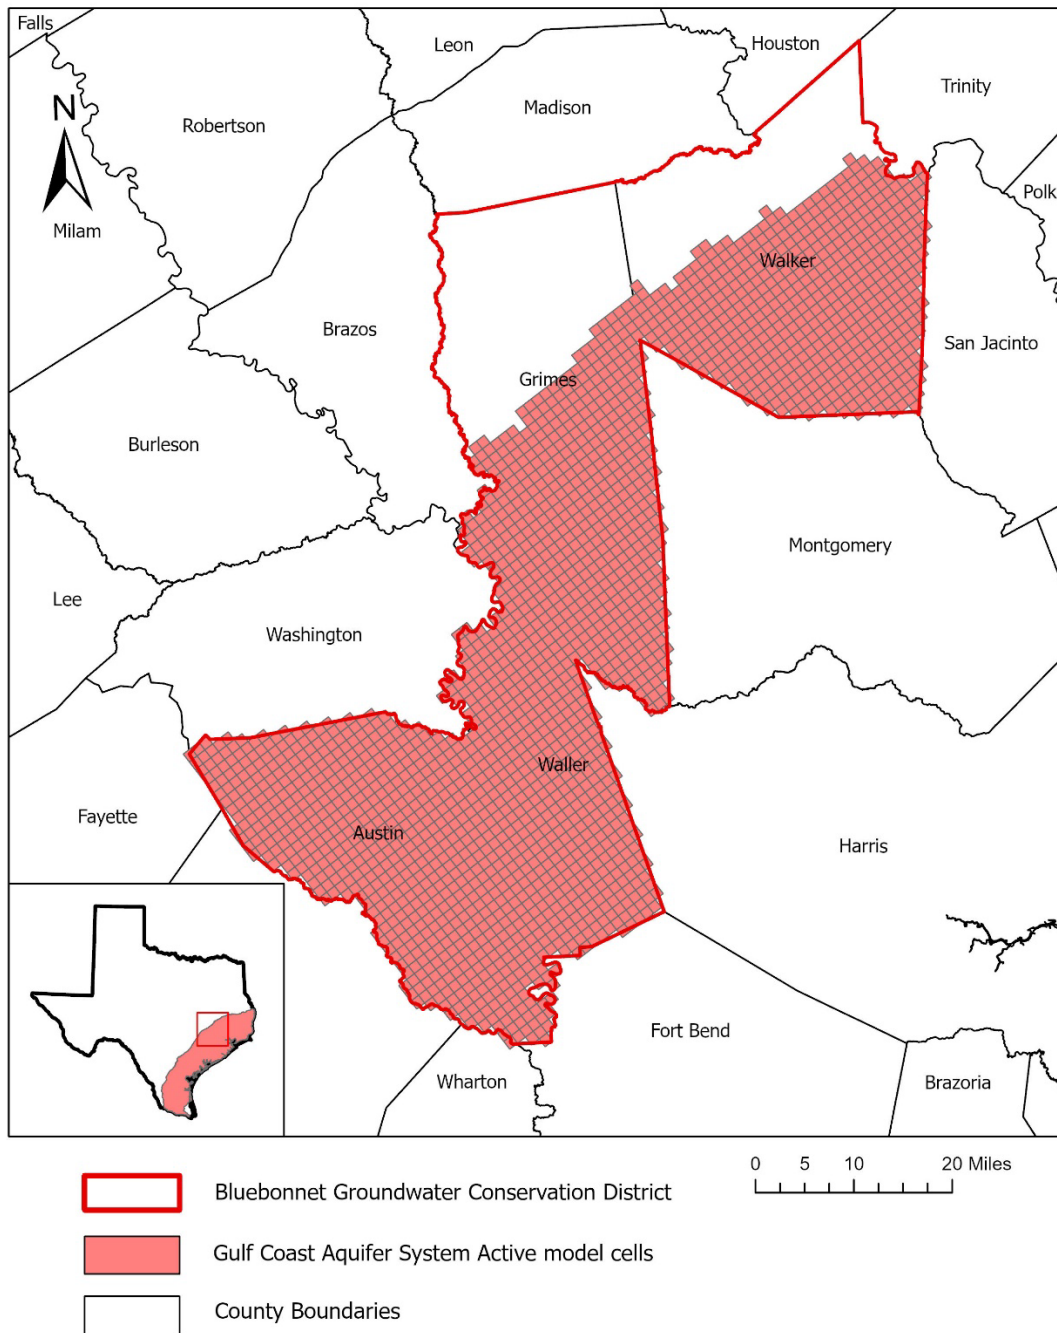 Falls
Leon
Houston
Trinity
Madison
N
Robertson
Polk
Milam
Walker
Brazos
San Jacinto
Grimes
Burleson
Montgomery
Lee
Washington
Waller
Fayette
Austin
Harris
Fort Bend
Wharton
Brazoria
0 5 10 20 Miles
Bluebonnet Groundwater Conservation District
Gulf Coast Aquifer System Active model cells
County Boundaries